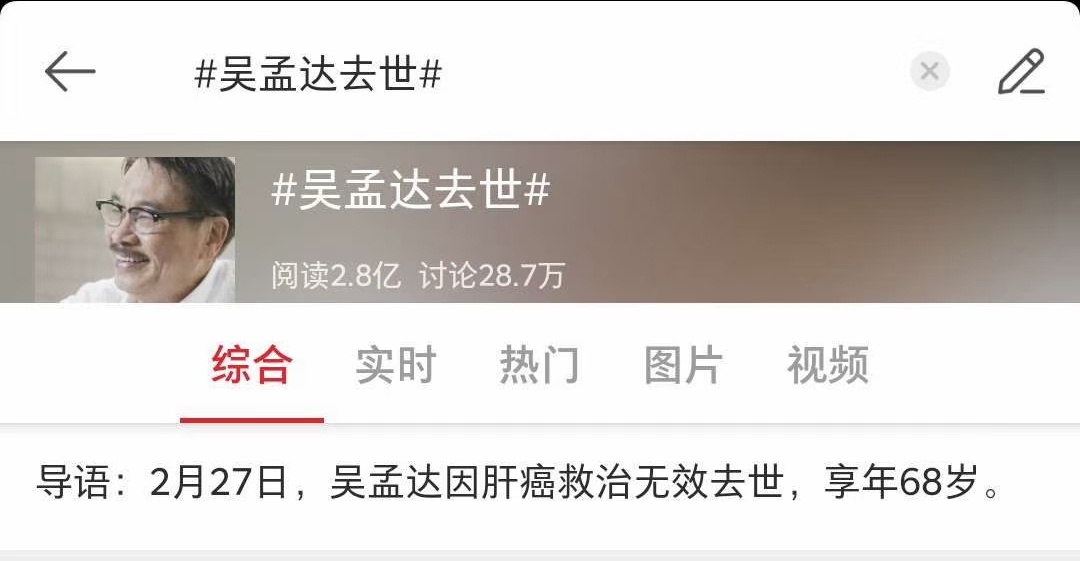 #吴孟达去世#
#吴孟达去世#
阅读2.8亿 讨论28.7万
综合 实时 热门 图片 视频
导语：2月27日，吴孟达因肝癌救治无效去世，享年68岁。